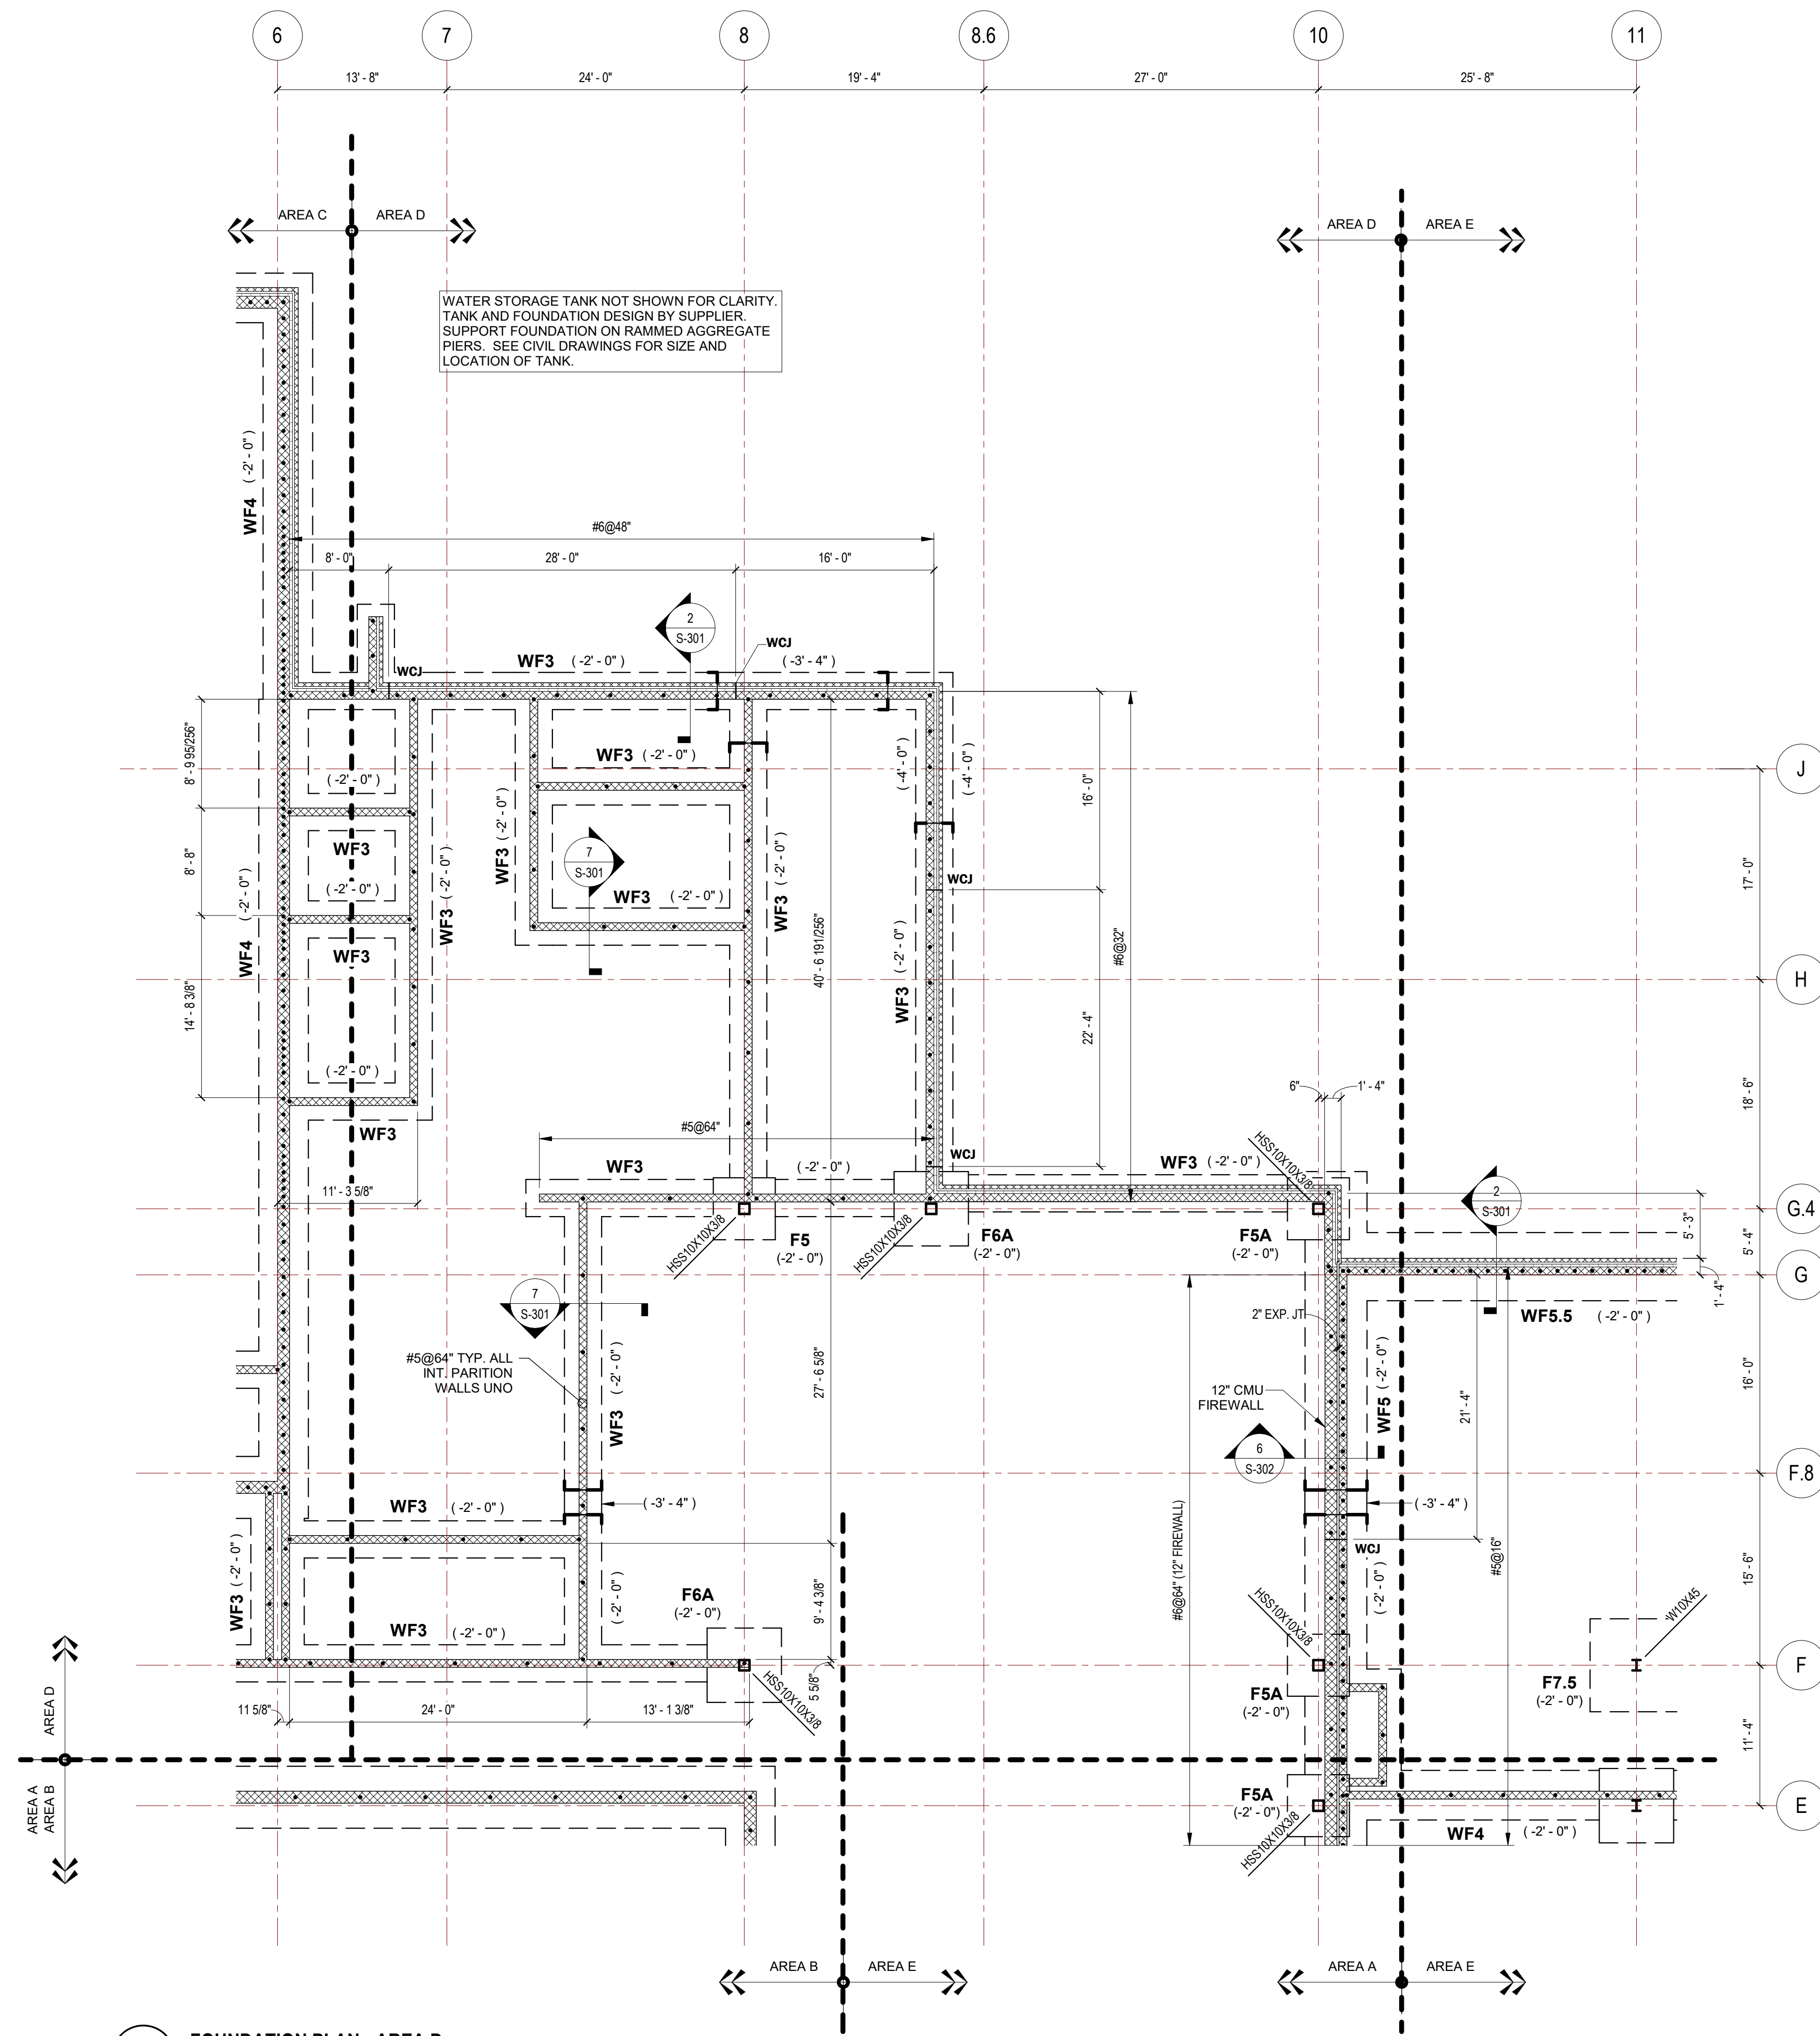 6
7
8
8.6
10
11
13' - 8"
24' - 0"
19' - 4"
27' - 0"
25' - 8"
AREA C
AREA D
AREA D
AREA E
WATER STORAGE TANK NOT SHOWN FOR CLARITY.
TANK AND FOUNDATION DESIGN BY SUPPLIER.
SUPPORT FOUNDATION ON RAMMED AGGREGATE
PIERS. SEE CIVIL DRAWINGS FOR SIZE AND
LOCATION OF TANK.
WF4 ( -2' - 0" )
#6@48"
8' - 0"
28' - 0"
16' - 0"
2
S-301
WCJ
WF3 ( -2' - 0" )
( -3' - 4" )
WCJ
8' - 9 95/256"
( -2' - 0" )
WF3 ( -2' - 0" )
( -4' - 0" )
( -4' - 0" )
16' - 0"
J
8' - 8"
WF3
( -2' - 0" )
WF3 ( -2' - 0" )
WF3 ( -2' - 0" )
7
S-301
WF3 ( -2' - 0" )
WF3 ( -2' - 0" )
WCJ
17' - 0"
WF4 ( -2' - 0" )
WF3
14' - 8 3/8"
( -2' - 0" )
40' - 6 191/256"
WF3 ( -2' - 0" )
#6@32"
22' - 4"
H
18' - 6"
6"
1' - 4"
WF3
#5@64"
WCJ
WF3
( -2' - 0" )
WF3 ( -2' - 0" )
HSS10X10X3/8
11' - 3 5/8"
2
S-301
5' - 3"
G.4
HSS10X10X3/8
F5
(-2' - 0")
HSS10X10X3/8
F6A
(-2' - 0")
F5A
(-2' - 0")
5' - 4"
G
1' - 4"
7
S-301
2" EXP. JT
WF5.5 ( -2' - 0" )
#5@64" TYP. ALL
INT. PARITION
WALLS UNO
WF3 ( -2' - 0" )
27' - 6 5/8"
12" CMU
FIREWALL
WF5 ( -2' - 0" )
21' - 4"
16' - 0"
6
S-302
F.8
WF3 ( -2' - 0" )
( -3' - 4" )
( -3' - 4" )
WCJ
#5@16"
#6@64" (12" FIREWALL)
WF3 ( -2' - 0" )
( -2' - 0" )
F6A
(-2' - 0")
9' - 4 3/8"
( -2' - 0" )
15' - 6"
HSS10X10X3/8
W10X45
WF3 ( -2' - 0" )
F
5 5/8"
HSS10X10X3/8
11 5/8"
24' - 0"
13' - 1 3/8"
F5A
(-2' - 0")
F7.5
(-2' - 0")
11' - 4"
AREA D
AREA A
AREA B
F5A
(-2' - 0")
HSS10X10X3/8
WF4 ( -2' - 0" )
E
AREA B
AREA E
AREA A
AREA E
FOUNDATION PLAN - AREA D